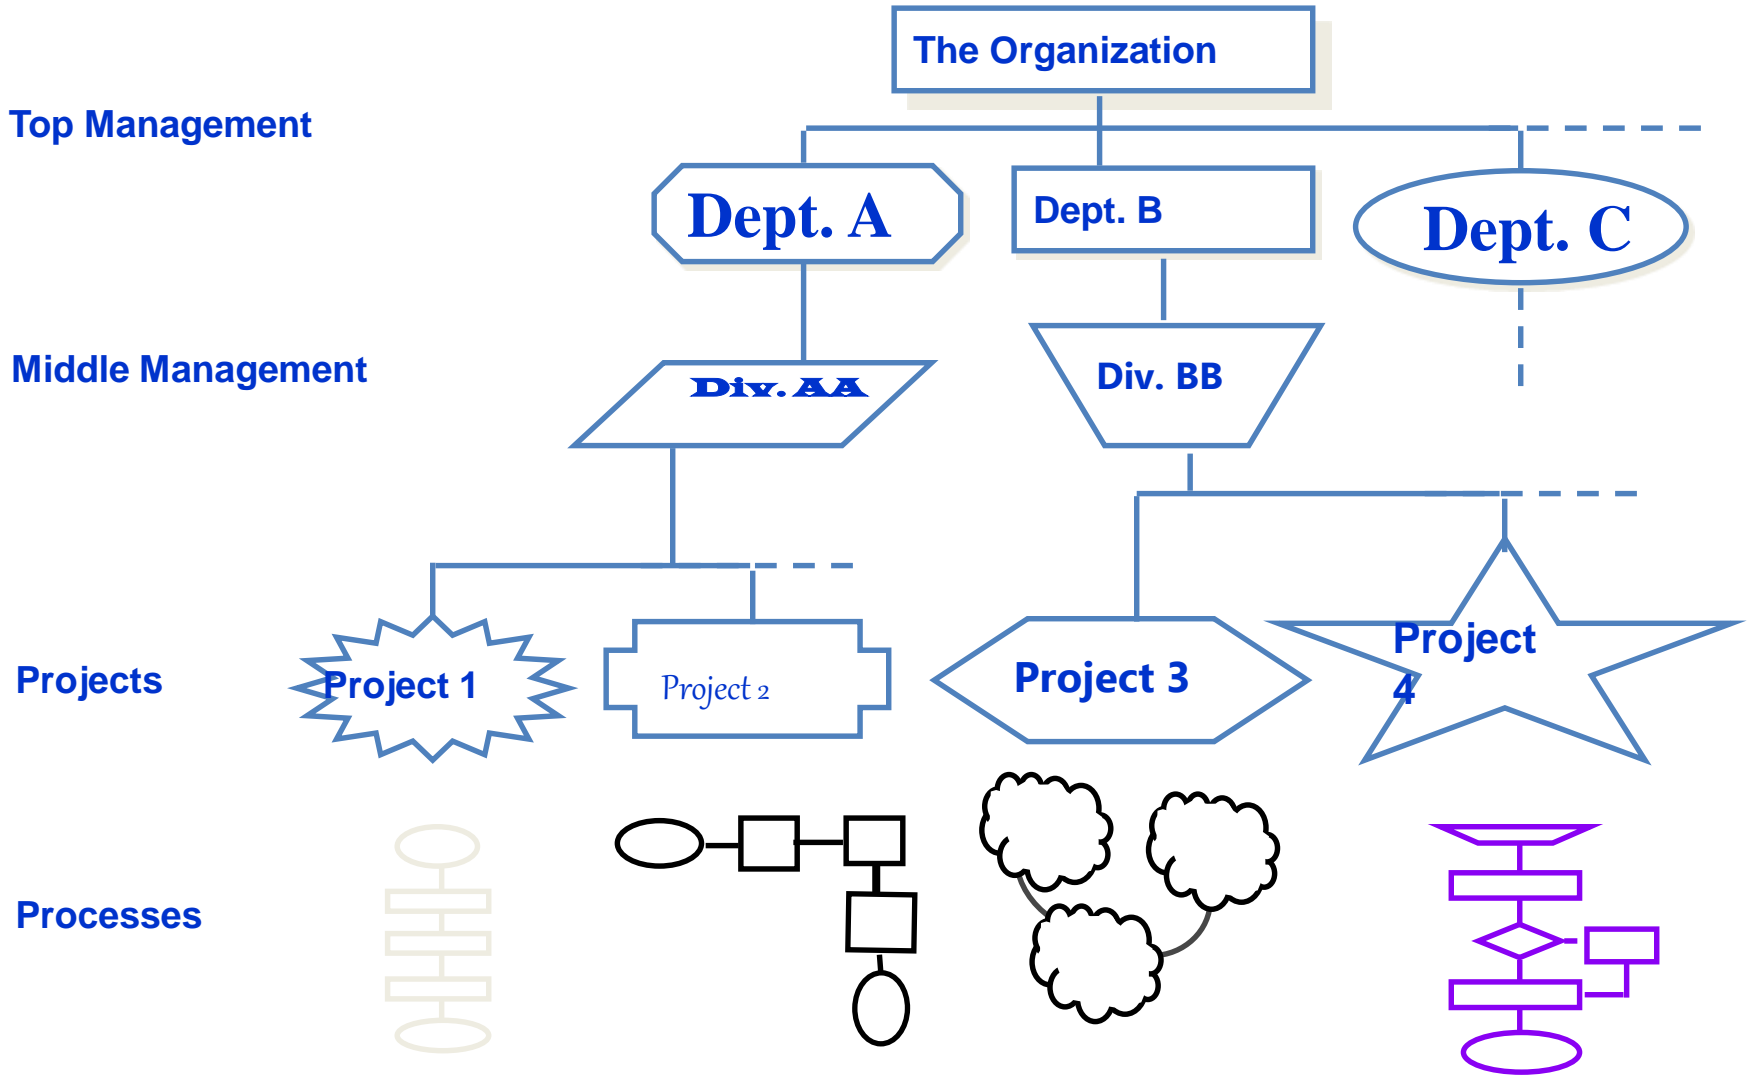 The Organization
Top Management
Dept. A
Dept. B
Dept. C
Middle Management
Div. AA
Div. BB
Projects
Project 1
Project 2
Project 3
Project
4
Processes